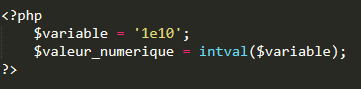 <?php
    $variable = '1e10';
    $valeur_numerique = intval($variable);
?>